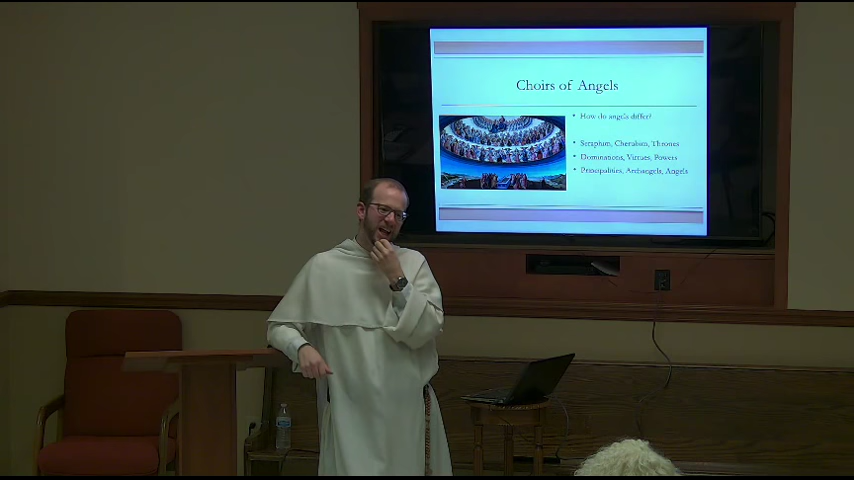 Choirs of Angels
• How do angels differ?
• Seraphim, Cherubim, Thrones
• Dominations, Virtues, Powers
• Principalities, Archangels, Angels